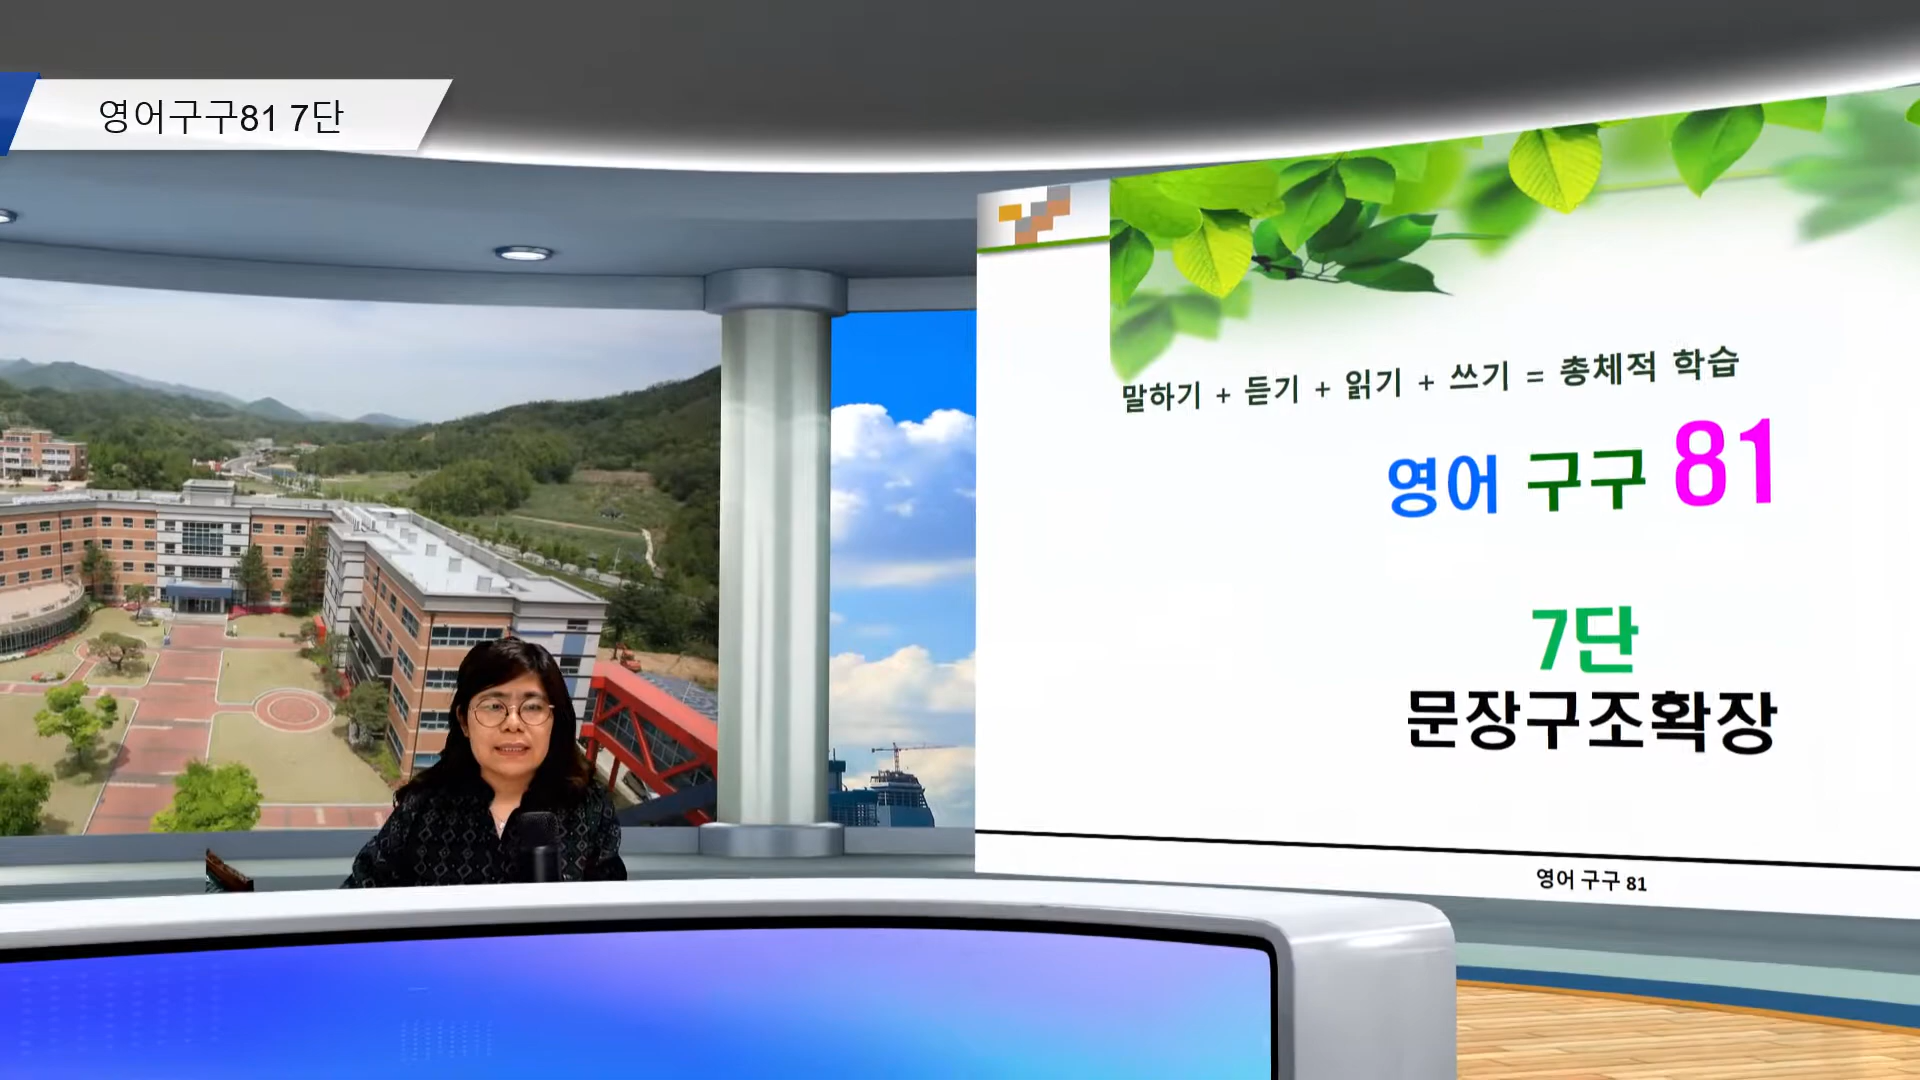 영어구구81 7단
말하기 + 듣기 + 읽기 + 쓰기 = 총체적 학습
영어 구구 81
7단
문장구조확장
영어 구구 81